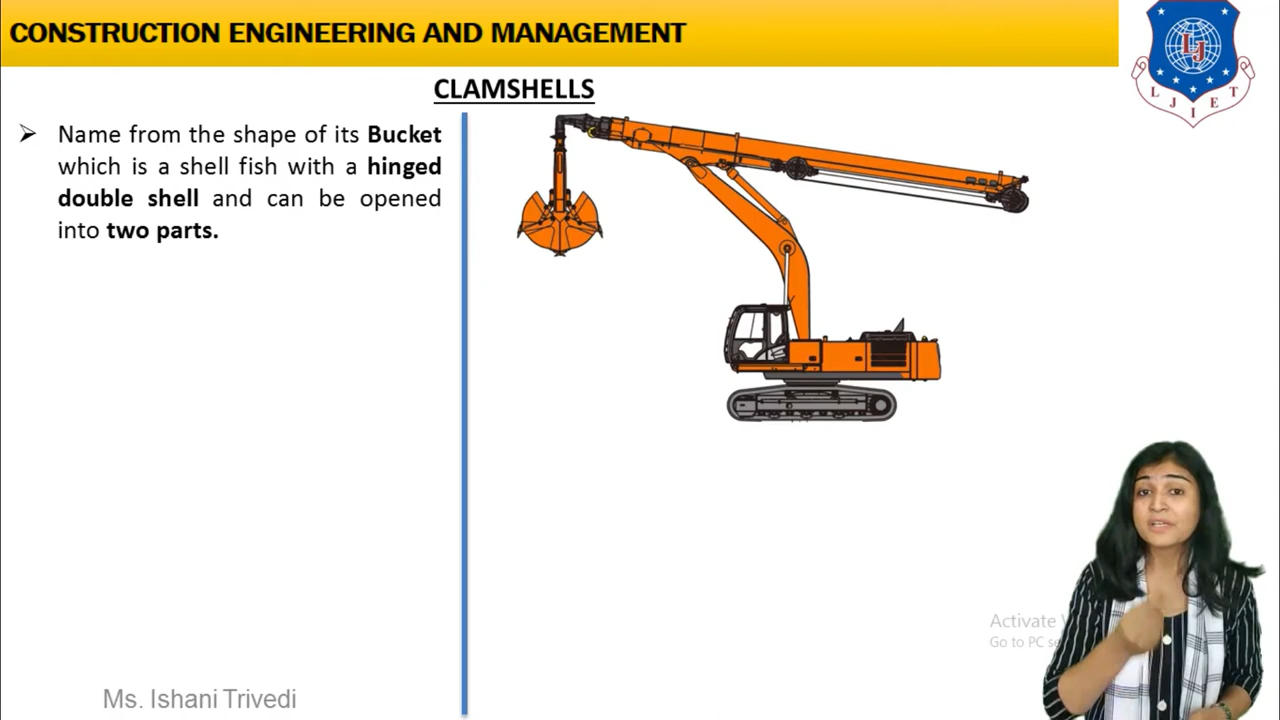 CONSTRUCTION ENGINEERING AND MANAGEMENT
LJ
L J I E T
CLAMSHELLS
Name from the shape of its Bucket
which is a shell fish with a hinged
double shell and can be opened
into two parts.
Activate
Go to PC
Ms. Ishani Trivedi